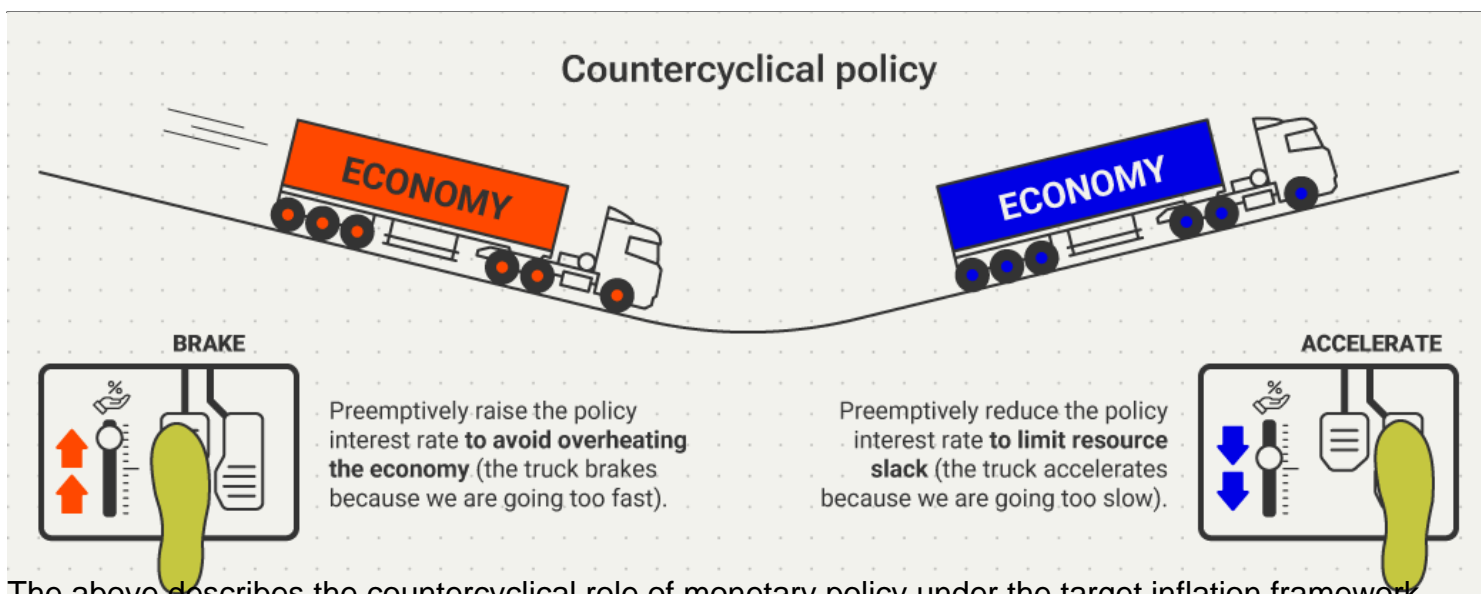 Countercyclical policy
ECONOMY
ECONOMY
BRAKE
%
Preemptively raise the policy
interest rate to avoid overheating
the economy (the truck brakes
because we are going too fast).
ACCELERATE
%
Preemptively reduce the policy
interest rate to limit resource
slack (the truck accelerates
because we are going too slow).
The above describes the countercyclical role of monetary policy under the target inflation framework